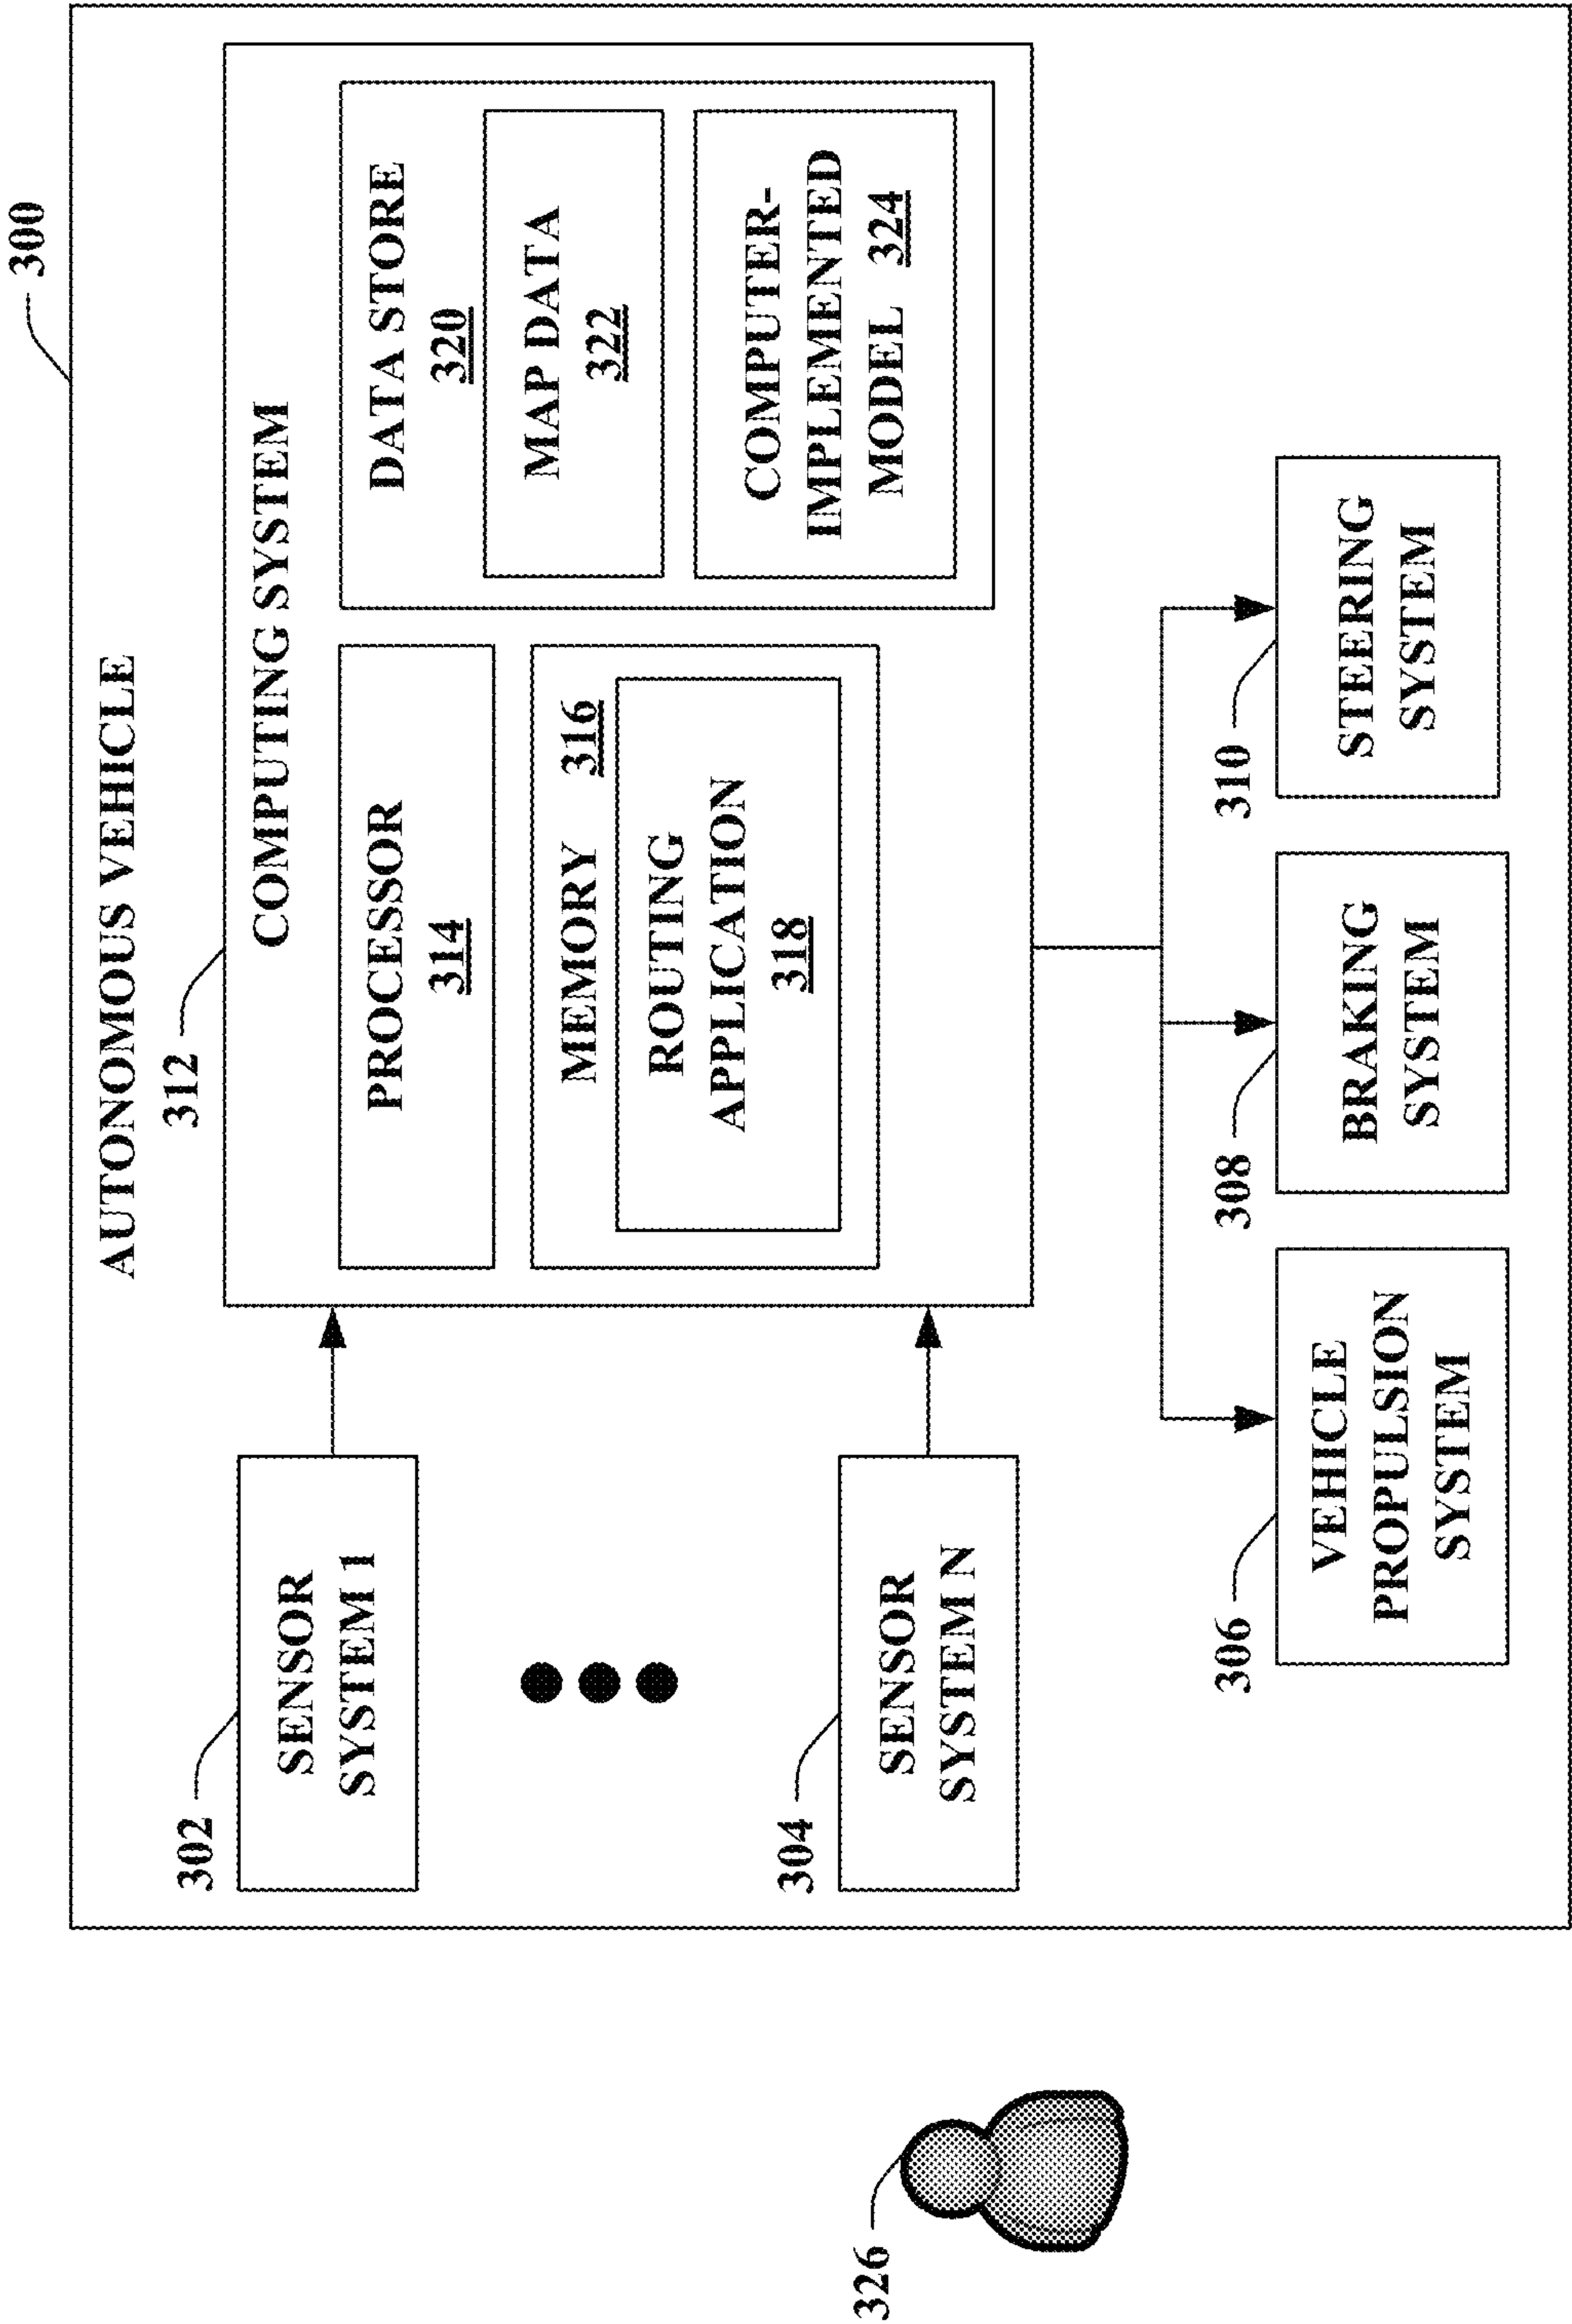 300
AUTONOMOUS VEHICLE
312
COMPUTING SYSTEM
302
SENSOR
SYSTEM 1
PROCESSOR
314
MEMORY 316
ROUTING
APPLICATION
318
DATA STORE
320
MAP DATA
322
COMPUTER-
IMPLEMENTED
MODEL 324
304
SENSOR
SYSTEM N
326
306
VEHICLE
PROPULSION
SYSTEM
308
BRAKING
SYSTEM
310
STEERING
SYSTEM